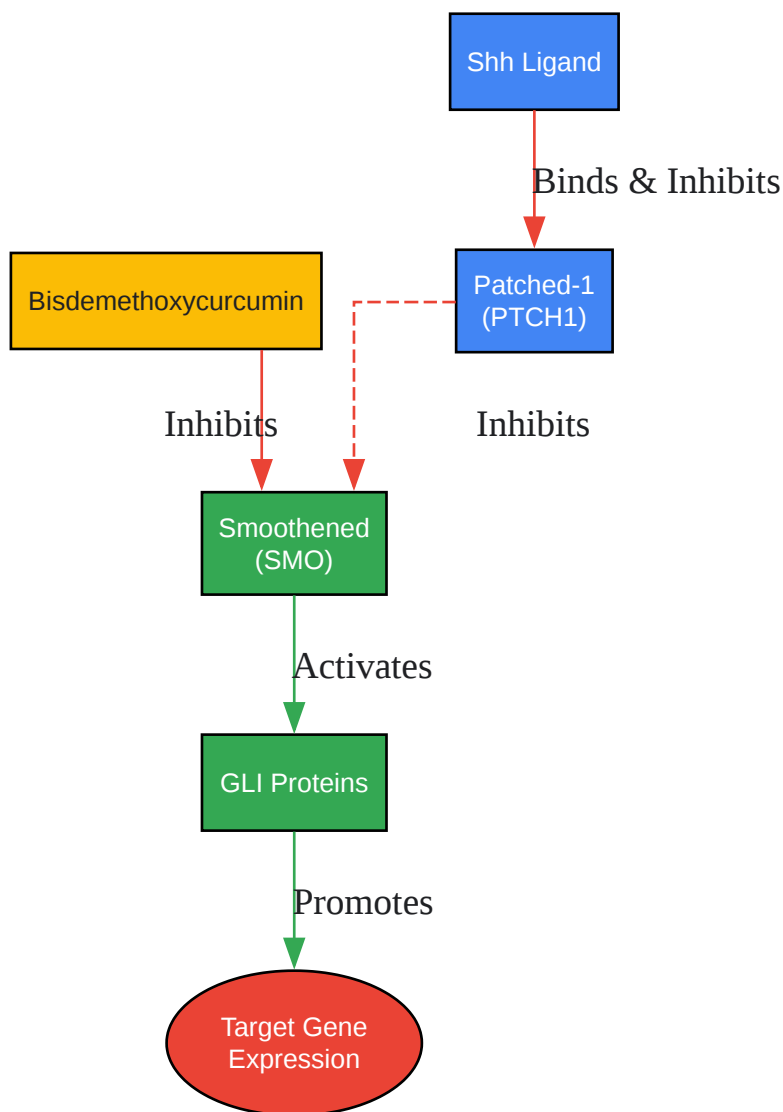 Shh Ligand
Binds & Inhibits
Bisdemethoxycurcumin
Patched-1
(PTCH1)
Inhibits
Inhibits
Smoothened
(SMO)
Activates
GLI Proteins
Promotes
Target Gene
Expression